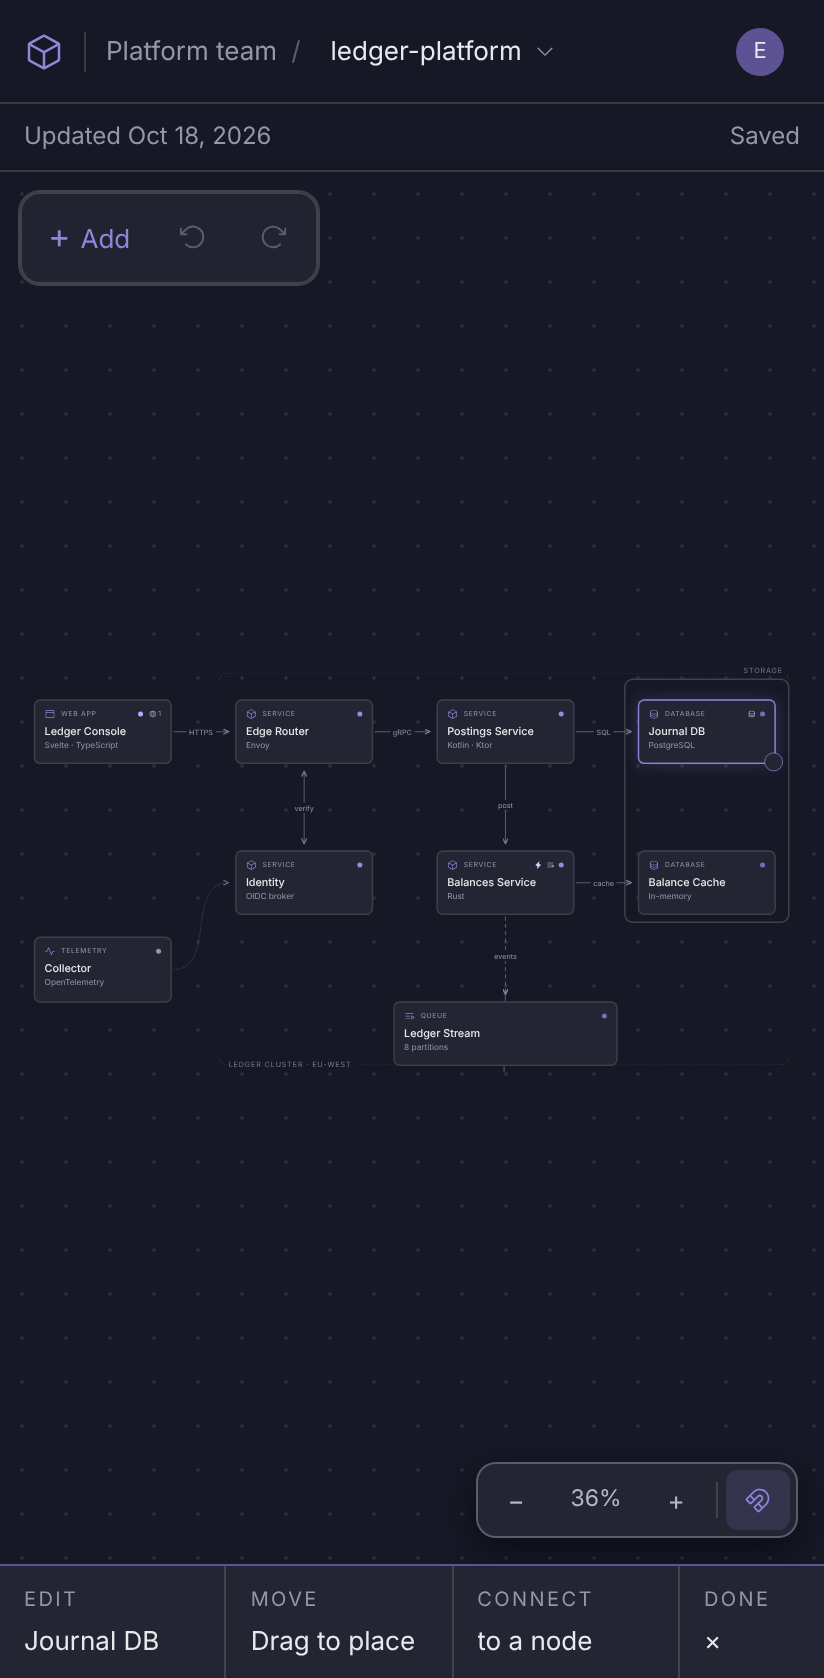 Platform team / ledger-platform
E
Updated Oct 18, 2026
Saved
+ Add
STORAGE
WEB APP
1
Ledger Console
Svelte · TypeScript
HTTPS
SERVICE
Edge Router
Envoy
gRPC
SERVICE
Postings Service
Kotlin · Ktor
SQL
DATABASE
Journal DB
PostgreSQL
verify
post
SERVICE
Identity
OIDC broker
SERVICE
Balances Service
Rust
cache
DATABASE
Balance Cache
In-memory
TELEMETRY
Collector
OpenTelemetry
events
QUEUE
Ledger Stream
8 partitions
LEDGER CLUSTER · EU-WEST
− 36% +
EDIT
Journal DB
MOVE
Drag to place
CONNECT
to a node
DONE
×